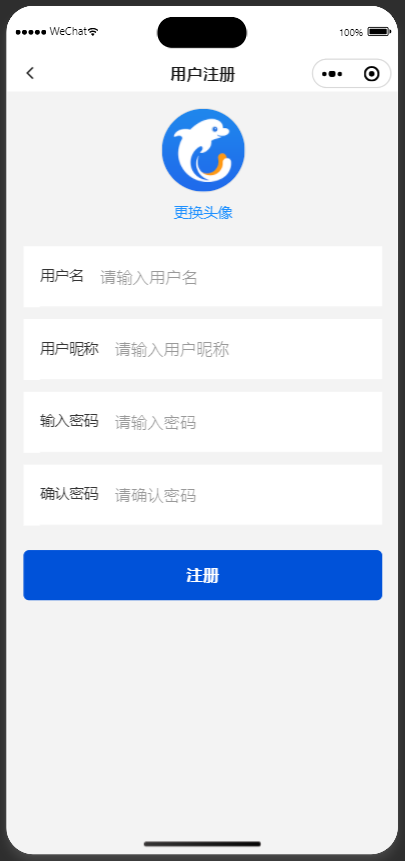 WeChat 100%
用户注册
更换头像
用户名 请输入用户名
用户昵称 请输入用户昵称
输入密码 请输入密码
确认密码 请确认密码
注册